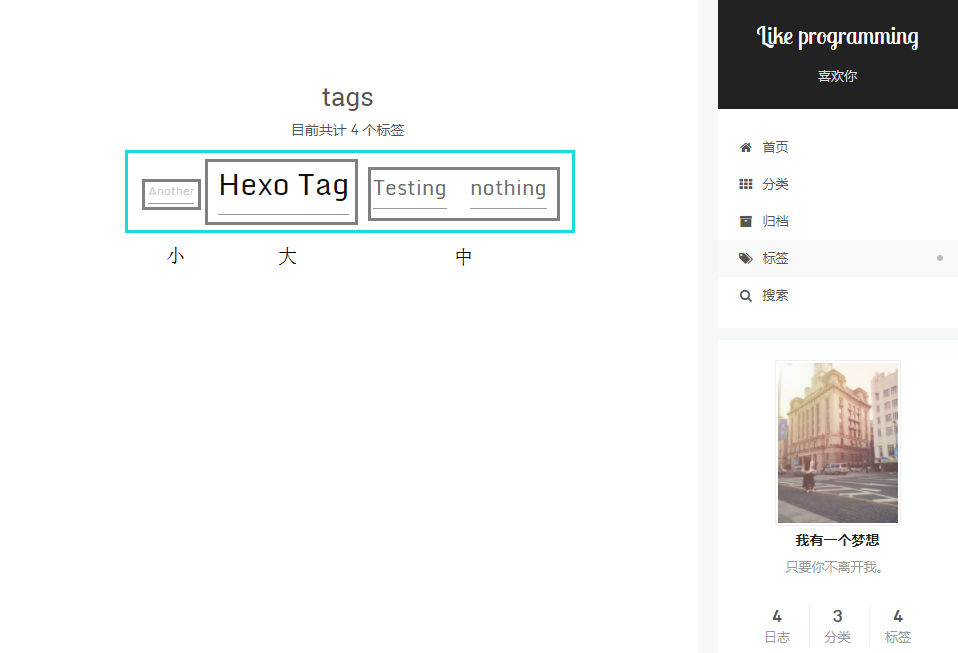 tags
目前共计 4 个标签
Another Hexo Tag Testing nothing
小 大 中
Like programming
喜欢你
首页
分类
归档
标签
搜索
我有一个梦想
只要你不离开我。
4 3 4
日志 分类 标签